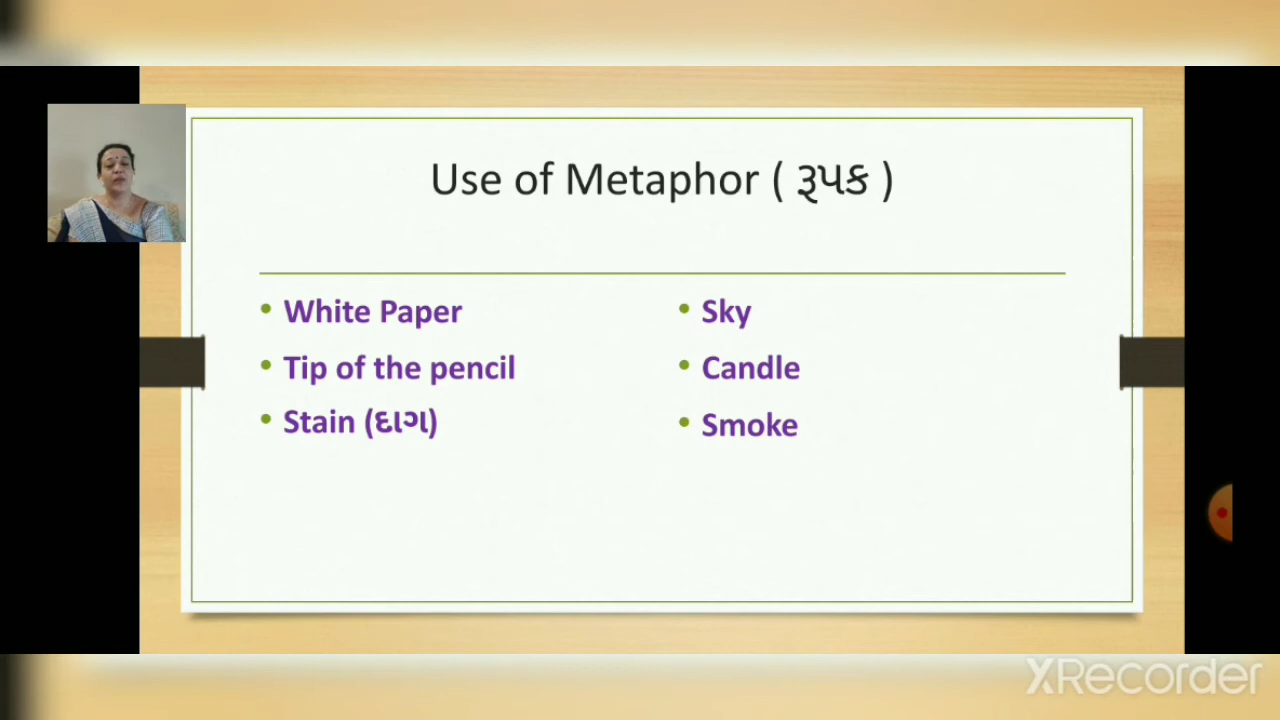 Use of Metaphor ( રૂપક )
White Paper
Tip of the pencil
Stain (દાગ)
Sky
Candle
Smoke
XRecorder